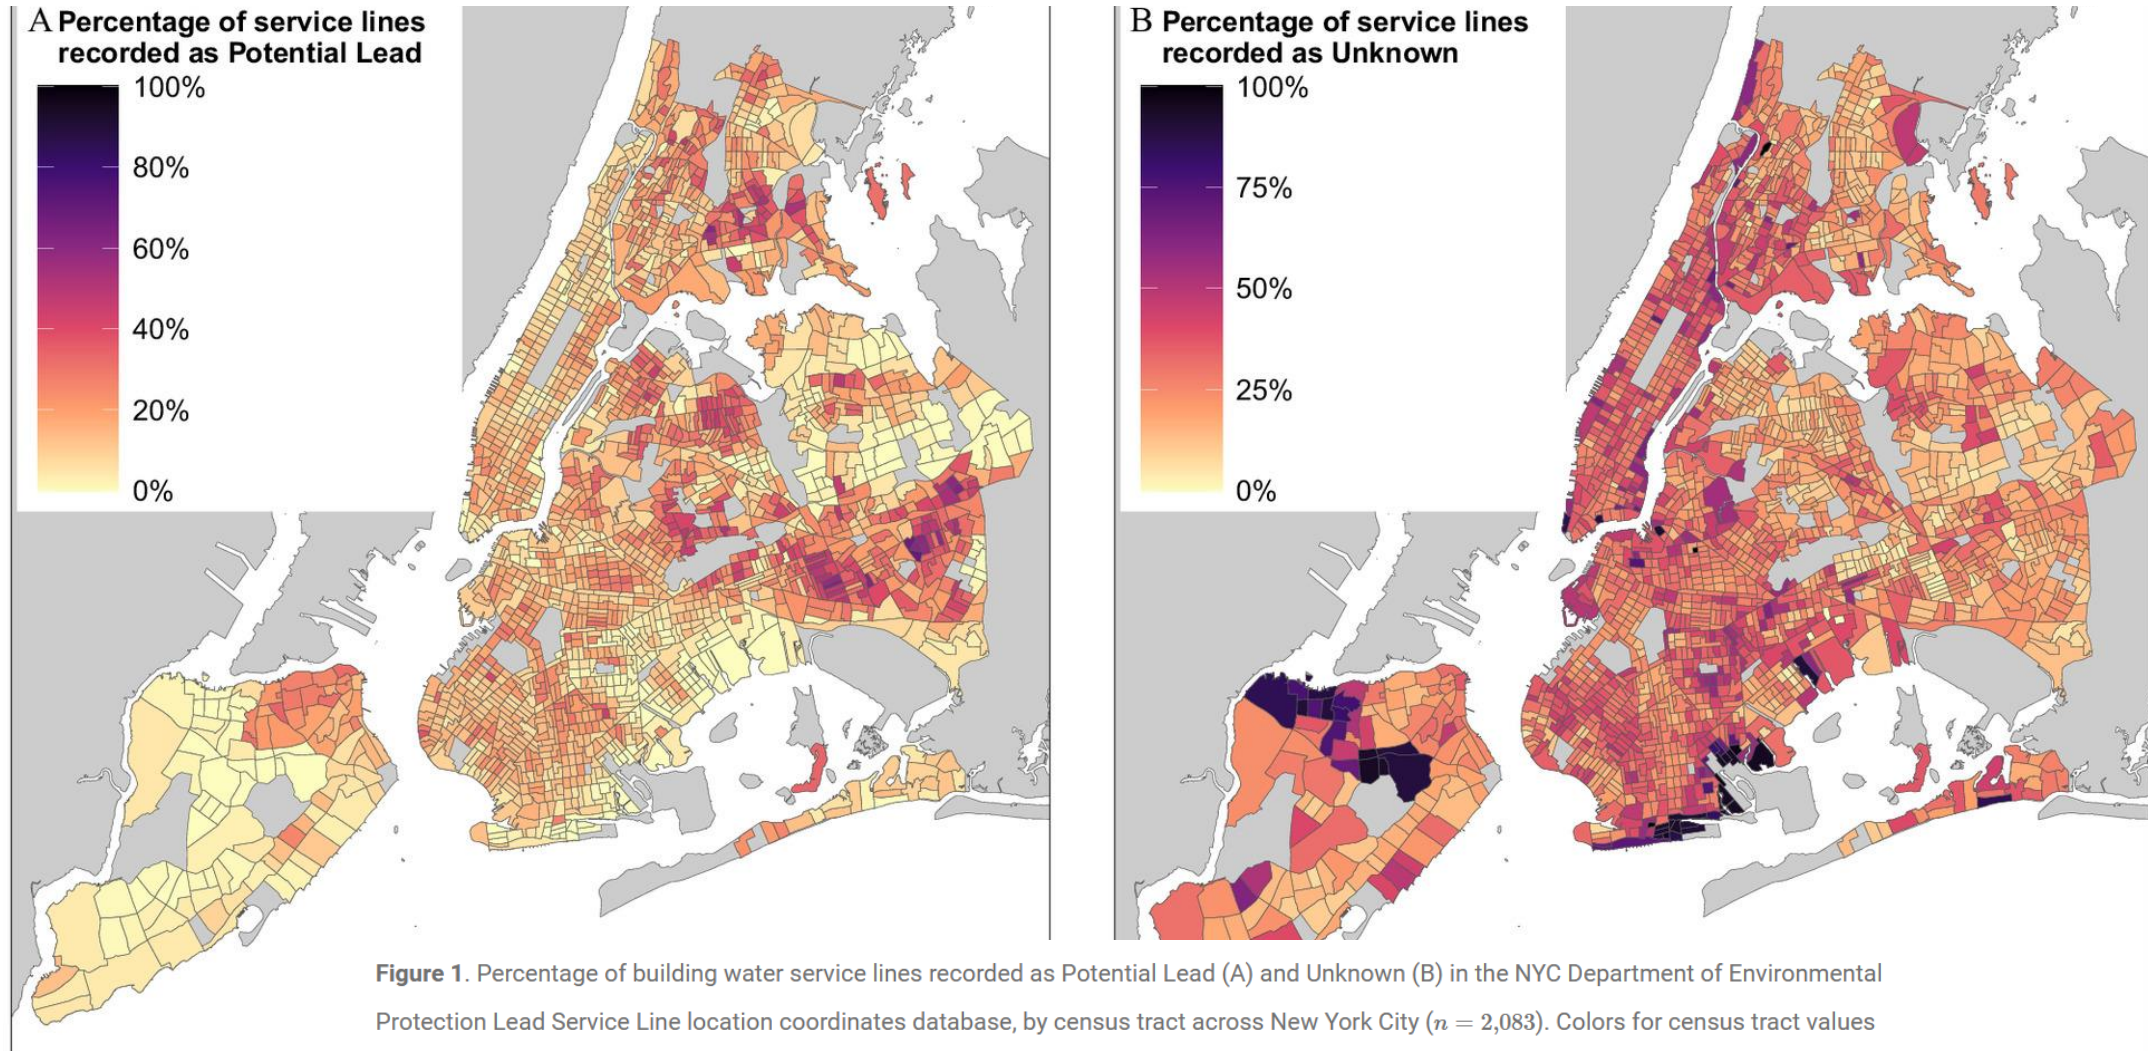 A Percentage of service lines
recorded as Potential Lead
100%
80%
60%
40%
20%
0%
B Percentage of service lines
recorded as Unknown
100%
75%
50%
25%
0%
Figure 1. Percentage of building water service lines recorded as Potential Lead (A) and Unknown (B) in the NYC Department of Environmental
Protection Lead Service Line location coordinates database, by census tract across New York City (n = 2,083). Colors for census tract values